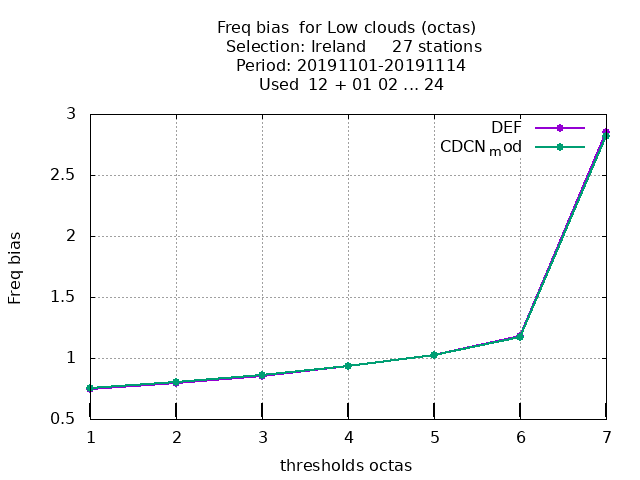 Freq bias  for Low clouds (octas)
Selection: Ireland     27 stations
Period: 20191101-20191114
Used  12 + 01 02 ... 24
DEF
CDCN_mod
3
2.5
2
1.5
1
0.5
Freq bias
1 2 3 4 5 6 7
thresholds octas